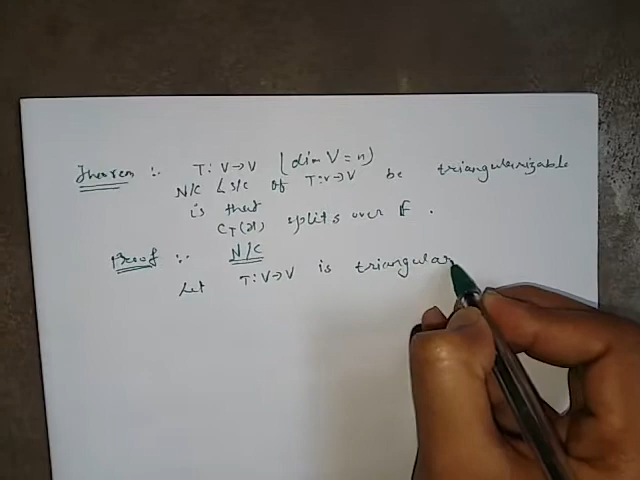 Theorem :. T: V→V (dim V = n)
N/C & S/C of T: V→V be triangularizable
is that
C_T(x) splits over F .
Proof :. N/C
Let T: V→V is triangular